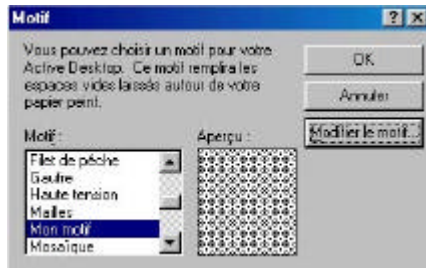 Motif
Vous pouvez choisir un motif pour votre
Active Desktop. Ce motif remplira les
espaces vides laissés autour de votre
papier peint.
OK
Annuler
Modifier le motif...
Motif :
Aperçu :
Filet de pêche
Gaufre
Haute tension
Mailles
Mon motif
Mosaïque